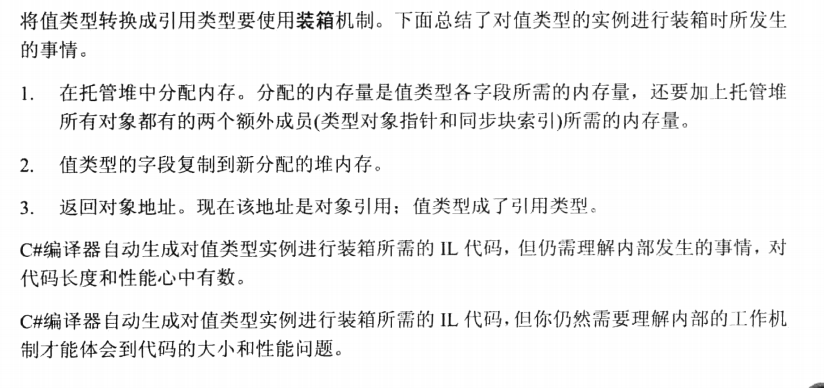 将值类型转换成引用类型要使用装箱机制。下面总结了对值类型的实例进行装箱时所发生
的事情。
1. 在托管堆中分配内存。分配的内存量是值类型各字段所需的内存量，还要加上托管堆
所有对象都有的两个额外成员(类型对象指针和同步块索引)所需的内存量。
2. 值类型的字段复制到新分配的堆内存。
3. 返回对象地址。现在该地址是对象引用；值类型成了引用类型。
C#编译器自动生成对值类型实例进行装箱所需的 IL 代码，但仍需理解内部发生的事情，对
代码长度和性能心中有数。
C#编译器自动生成对值类型实例进行装箱所需的 IL 代码，但你仍然需要理解内部的工作机
制才能体会到代码的大小和性能问题。